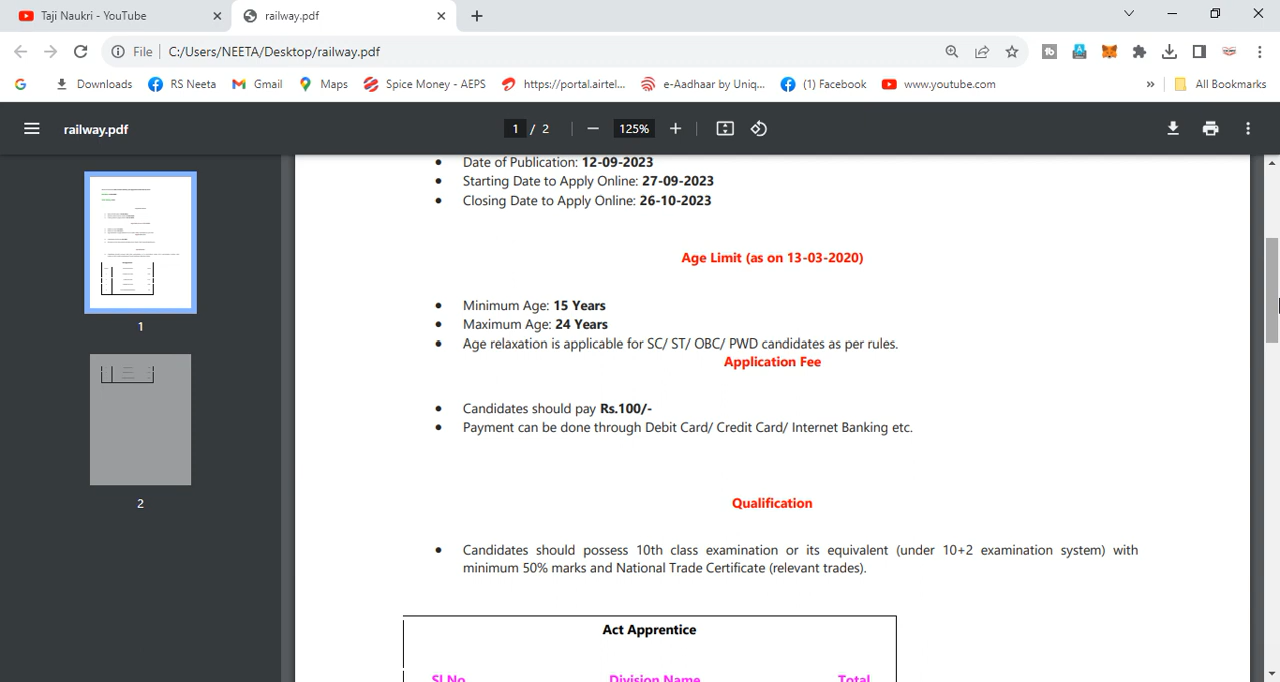 Taji Naukri - YouTube
railway.pdf
File
C:/Users/NEETA/Desktop/railway.pdf
G
Downloads
RS Neeta
Gmail
Maps
Spice Money - AEPS
https://portal.airtel...
e-Aadhaar by Uniq...
(1) Facebook
www.youtube.com
»
All Bookmarks
railway.pdf
1 / 2
125%
• Date of Publication: 12-09-2023
• Starting Date to Apply Online: 27-09-2023
• Closing Date to Apply Online: 26-10-2023
Age Limit (as on 13-03-2020)
• Minimum Age: 15 Years
• Maximum Age: 24 Years
• Age relaxation is applicable for SC/ ST/ OBC/ PWD candidates as per rules.
Application Fee
• Candidates should pay Rs.100/-
• Payment can be done through Debit Card/ Credit Card/ Internet Banking etc.
Qualification
• Candidates should possess 10th class examination or its equivalent (under 10+2 examination system) with
minimum 50% marks and National Trade Certificate (relevant trades).
Act Apprentice
Sl No Division Name Total
1
2